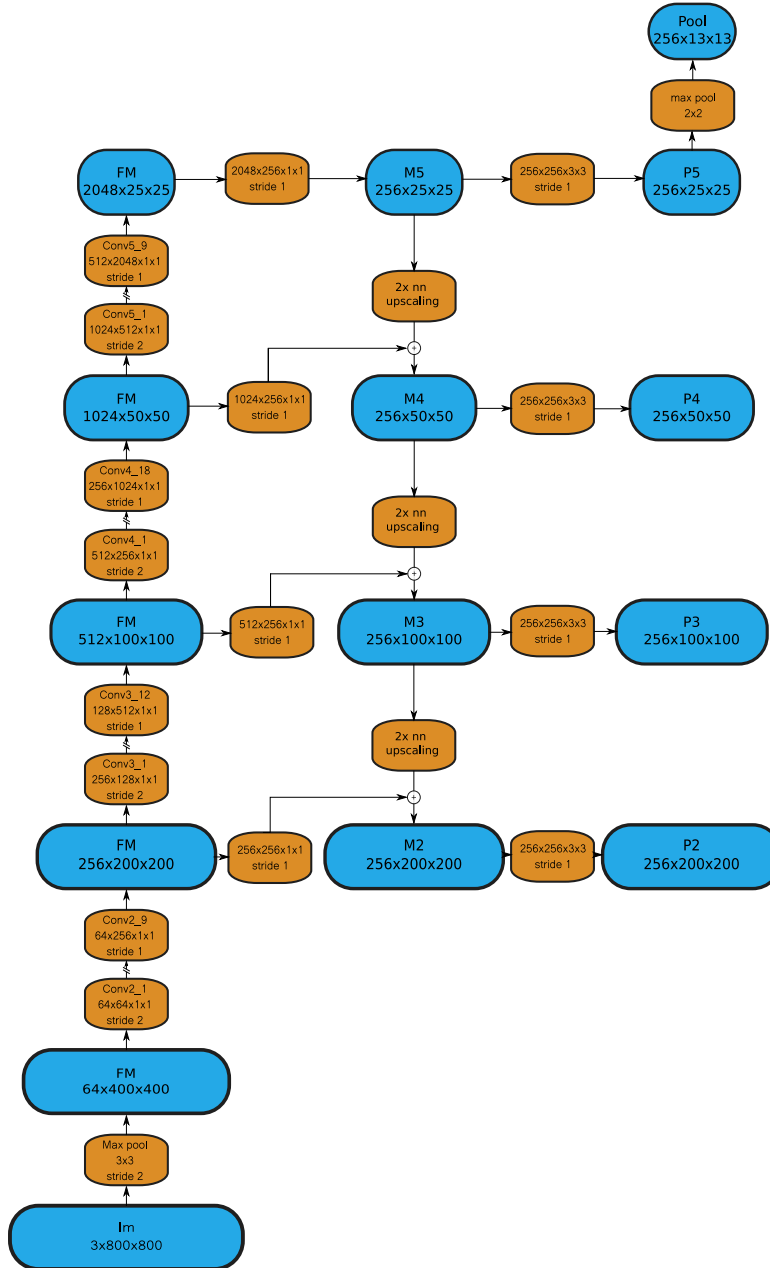 Pool
256x13x13
max pool
2x2
FM
2048x25x25
2048x256x1x1
stride 1
M5
256x25x25
256x256x3x3
stride 1
P5
256x25x25
Conv5_9
512x2048x1x1
stride 1
2x nn
upscaling
Conv5_1
1024x512x1x1
stride 2
+
FM
1024x50x50
1024x256x1x1
stride 1
M4
256x50x50
256x256x3x3
stride 1
P4
256x50x50
Conv4_18
256x1024x1x1
stride 1
2x nn
upscaling
Conv4_1
512x256x1x1
stride 2
+
FM
512x100x100
512x256x1x1
stride 1
M3
256x100x100
256x256x3x3
stride 1
P3
256x100x100
Conv3_12
128x512x1x1
stride 1
2x nn
upscaling
Conv3_1
256x128x1x1
stride 2
+
FM
256x200x200
256x256x1x1
stride 1
M2
256x200x200
256x256x3x3
stride 1
P2
256x200x200
Conv2_9
64x256x1x1
stride 1
Conv2_1
64x64x1x1
stride 2
FM
64x400x400
Max pool
3x3
stride 2
Im
3x800x800